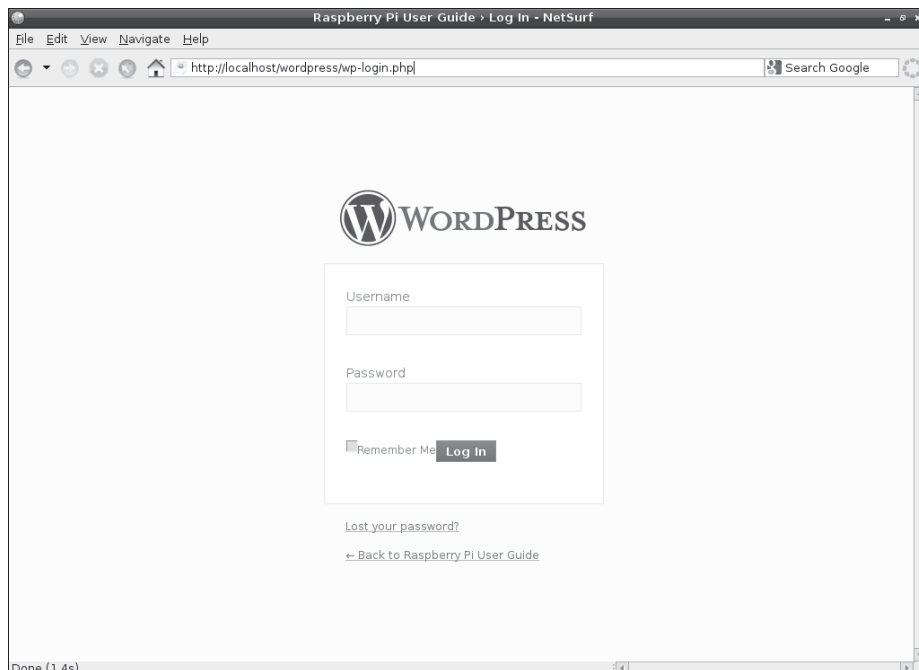 Raspberry Pi User Guide › Log In - NetSurf
File Edit View Navigate Help
http://localhost/wordpress/wp-login.php
Search Google
WORDPRESS
Username
Password
Remember Me
Log In
Lost your password?
← Back to Raspberry Pi User Guide
Done (1.4s)